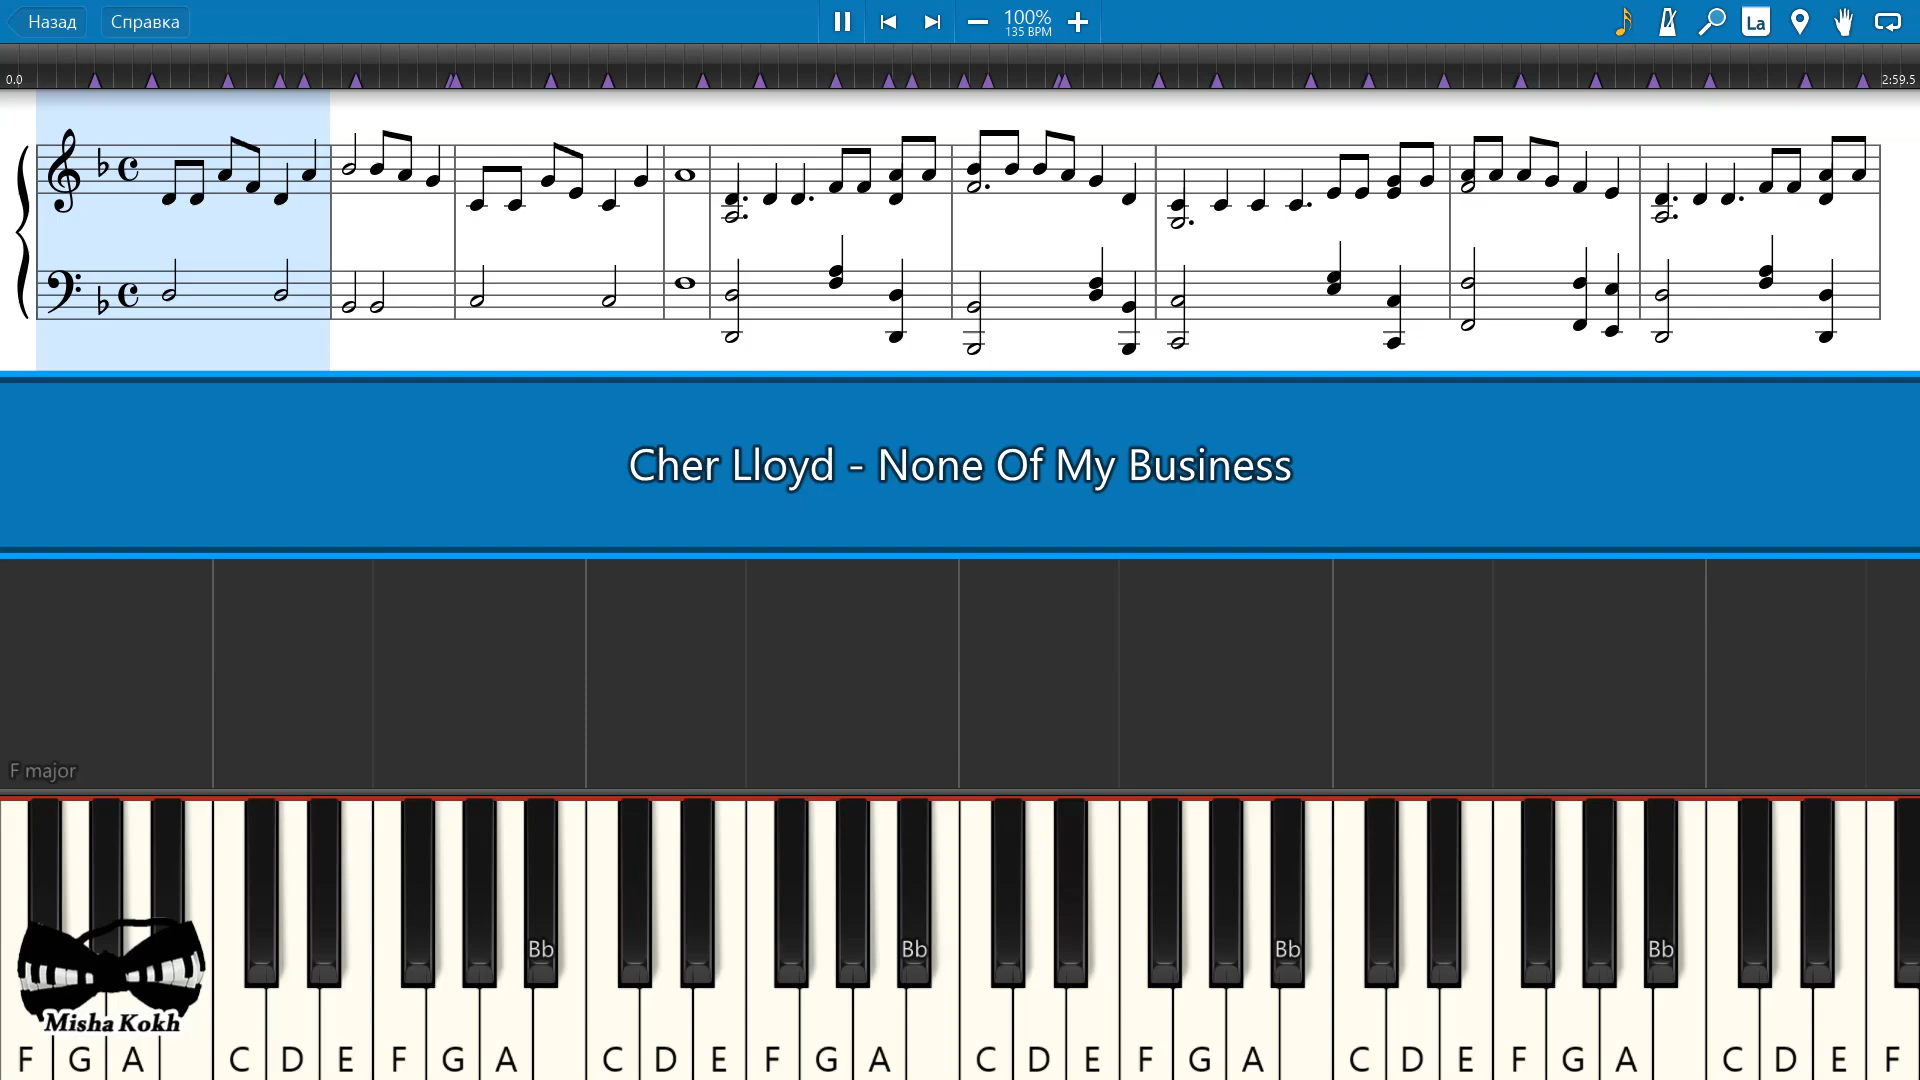 Назад Справка 100% La
135 BPM
0.0 2:59.5
Cher Lloyd - None Of My Business
F major
Bb Bb Bb Bb
Misha Kokh
F G A C D E F G A C D E F G A C D E F G A C D E F G A C D E F